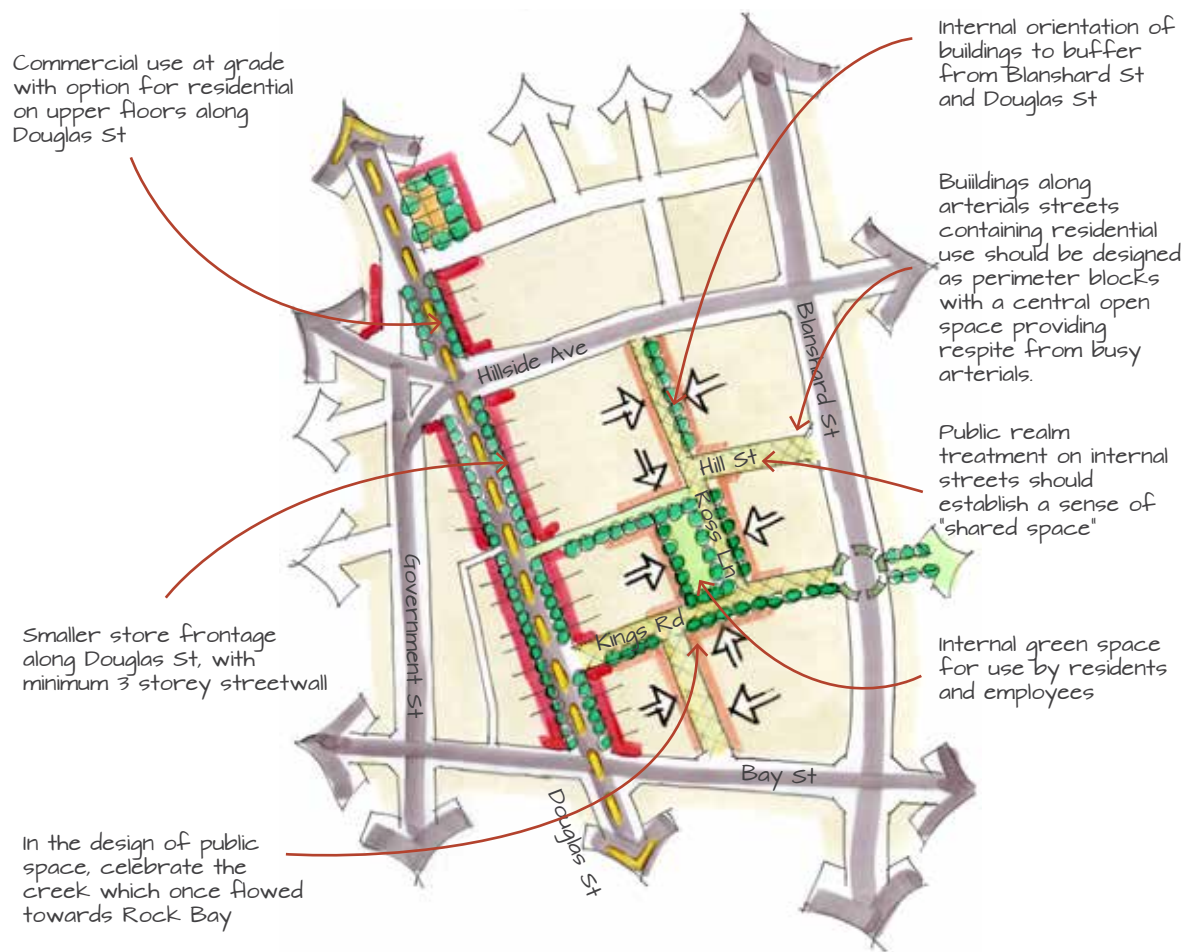 Commercial use at grade
with option for residential
on upper floors along
Douglas St
Internal orientation of
buildings to buffer
from Blanshard St
and Douglas St
Buiildings along
arterials streets
containing residential
use should be designed
as perimeter blocks
with a central open
space providing
respite from busy
arterials.
Public realm
treatment on internal
streets should
establish a sense of
"shared space"
Internal green space
for use by residents
and employees
Smaller store frontage
along Douglas St, with
minimum 3 storey streetwall
In the design of public
space, celebrate the
creek which once flowed
towards Rock Bay
Hillside Ave
Blanshard St
Hill St
Ross Ln
Government St
Kings Rd
Bay St
Douglas St